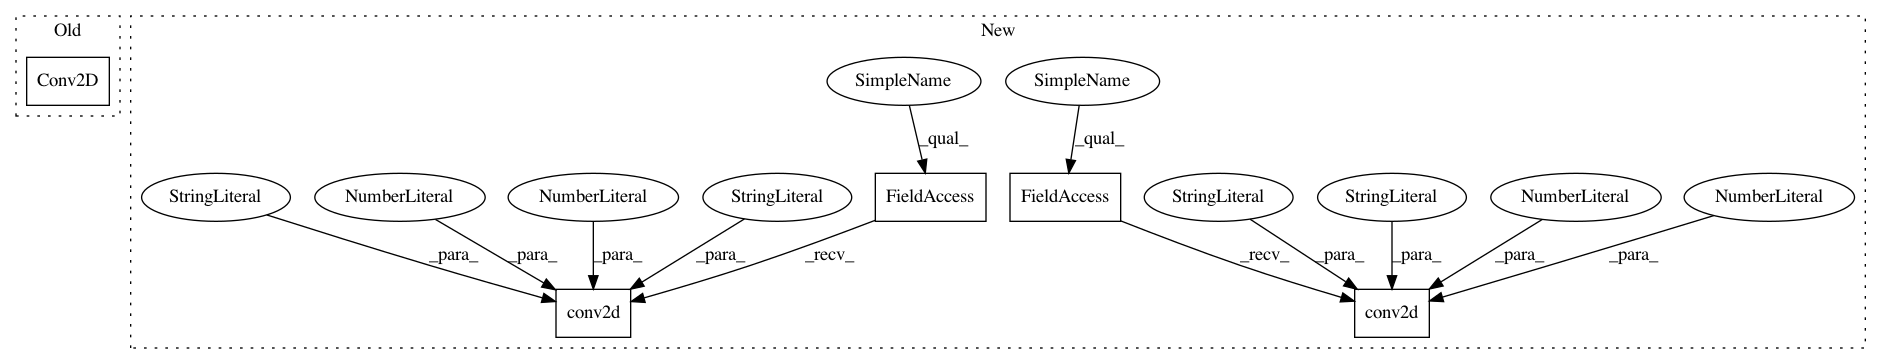 Old
New
Conv2D
SimpleName
SimpleName
_qual_
_qual_
StringLiteral
NumberLiteral
NumberLiteral
StringLiteral
FieldAccess
FieldAccess
StringLiteral
StringLiteral
NumberLiteral
NumberLiteral
_para_
_para_
_para_
_para_
_recv_
_recv_
_para_
_para_
_para_
_para_
conv2d
conv2d